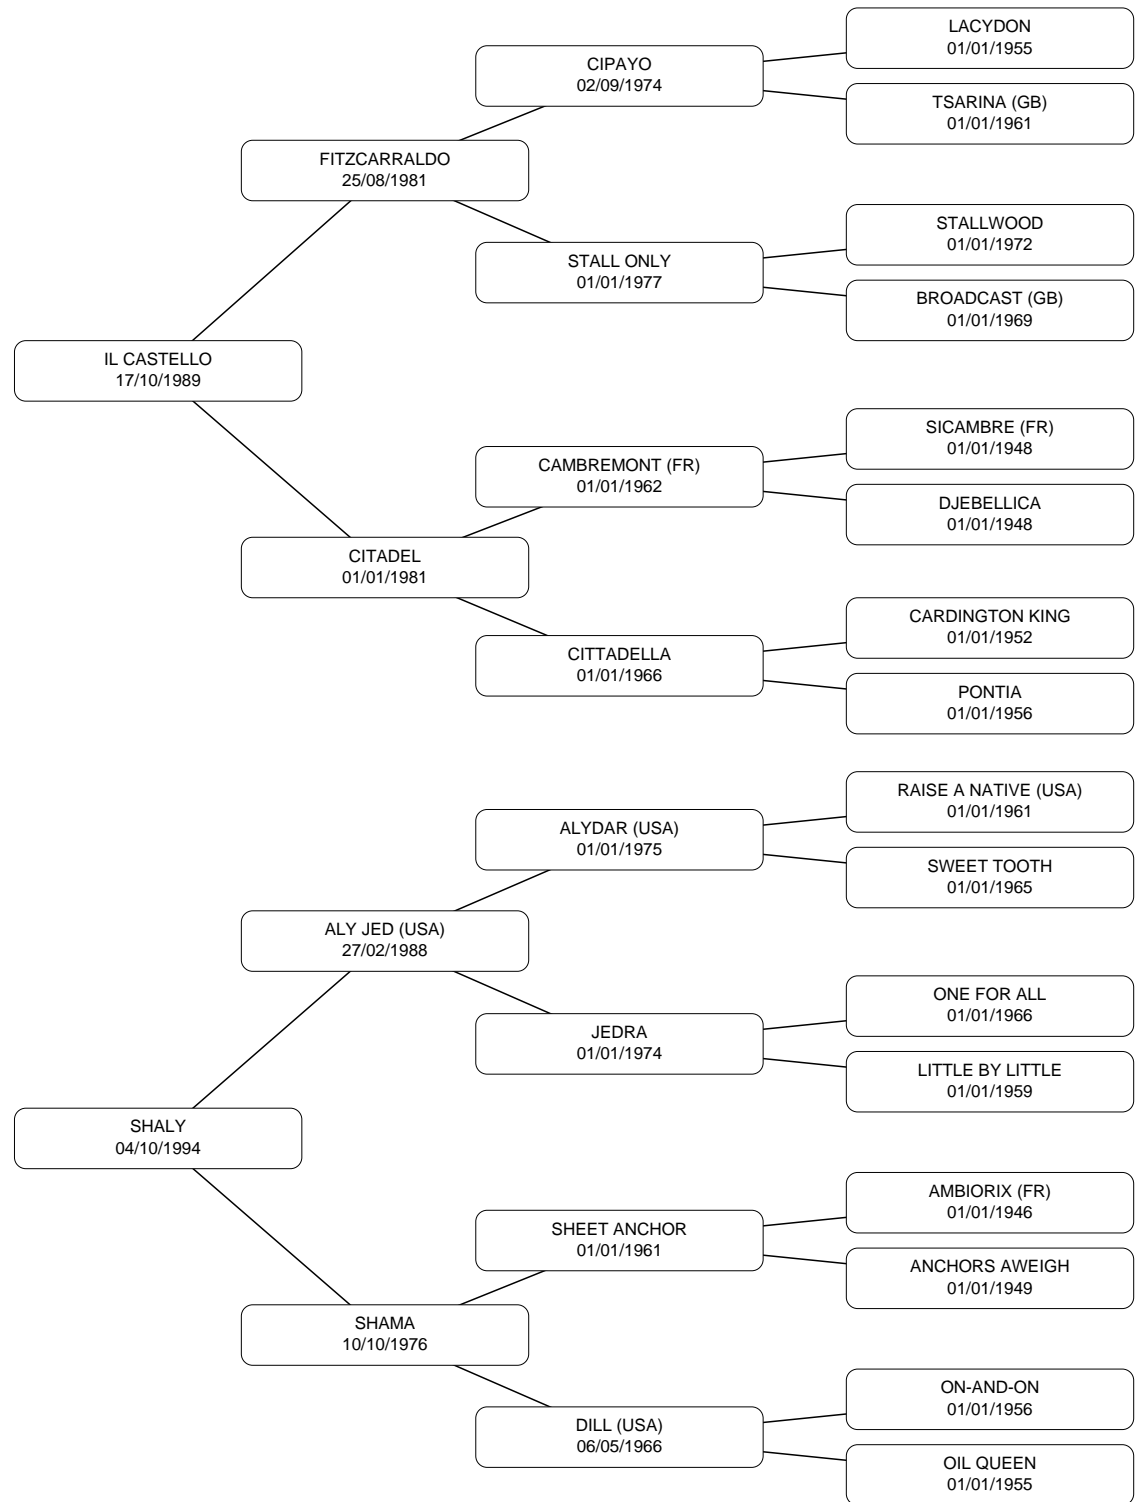 LACYDON
01/01/1955
CIPAYO
02/09/1974
TSARINA (GB)
01/01/1961
FITZCARRALDO
25/08/1981
STALLWOOD
01/01/1972
STALL ONLY
01/01/1977
BROADCAST (GB)
01/01/1969
IL CASTELLO
17/10/1989
SICAMBRE (FR)
01/01/1948
CAMBREMONT (FR)
01/01/1962
DJEBELLICA
01/01/1948
CITADEL
01/01/1981
CARDINGTON KING
01/01/1952
CITTADELLA
01/01/1966
PONTIA
01/01/1956
RAISE A NATIVE (USA)
01/01/1961
ALYDAR (USA)
01/01/1975
SWEET TOOTH
01/01/1965
ALY JED (USA)
27/02/1988
ONE FOR ALL
01/01/1966
JEDRA
01/01/1974
LITTLE BY LITTLE
01/01/1959
SHALY
04/10/1994
AMBIORIX (FR)
01/01/1946
SHEET ANCHOR
01/01/1961
ANCHORS AWEIGH
01/01/1949
SHAMA
10/10/1976
ON-AND-ON
01/01/1956
DILL (USA)
06/05/1966
OIL QUEEN
01/01/1955